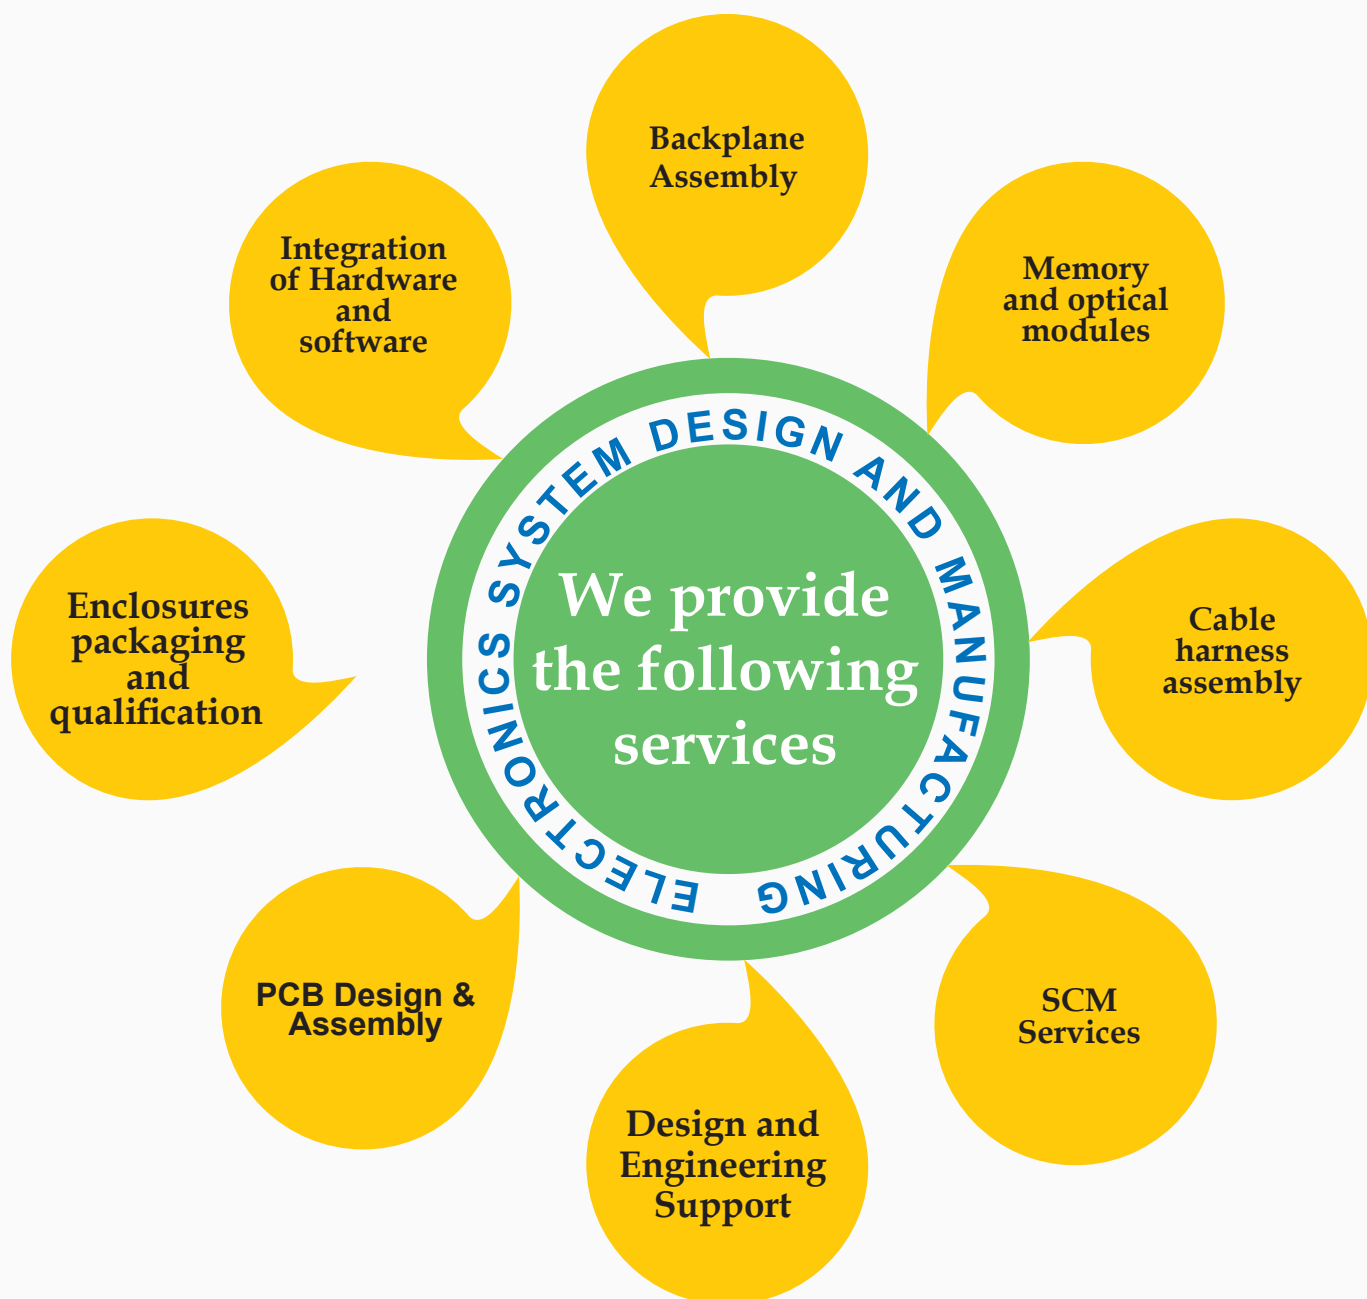 Backplane
Assembly
Integration
of Hardware
and
software
Memory
and optical
modules
ELECTRONICS SYSTEM DESIGN AND MANUFACTURING
We provide
the following
services
Enclosures
packaging
and
qualification
Cable
harness
assembly
PCB Design &
Assembly
SCM
Services
Design and
Engineering
Support